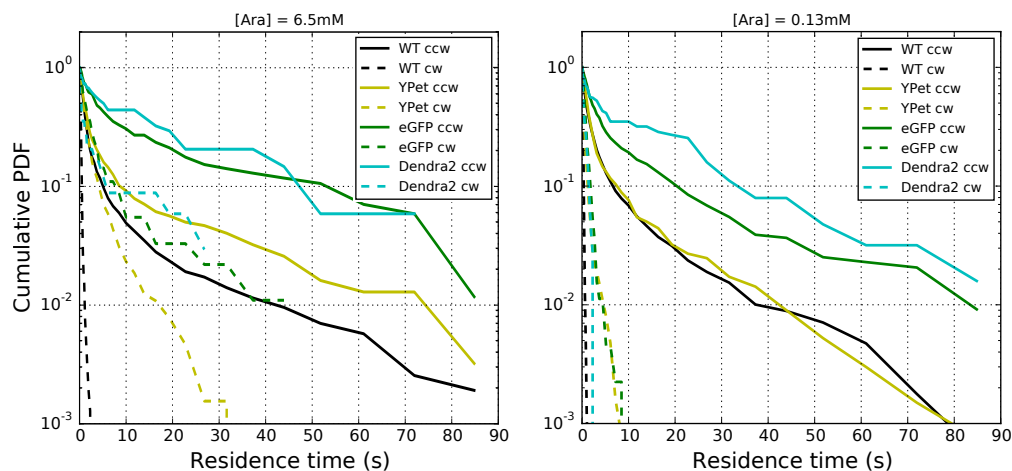 [Ara] = 6.5mM
Cumulative PDF
10^0
10^-1
10^-2
10^-3
0 10 20 30 40 50 60 70 80 90
Residence time (s)
WT ccw
WT cw
YPet ccw
YPet cw
eGFP ccw
eGFP cw
Dendra2 ccw
Dendra2 cw
[Ara] = 0.13mM
10^0
10^-1
10^-2
10^-3
0 10 20 30 40 50 60 70 80 90
Residence time (s)
WT ccw
WT cw
YPet ccw
YPet cw
eGFP ccw
eGFP cw
Dendra2 ccw
Dendra2 cw